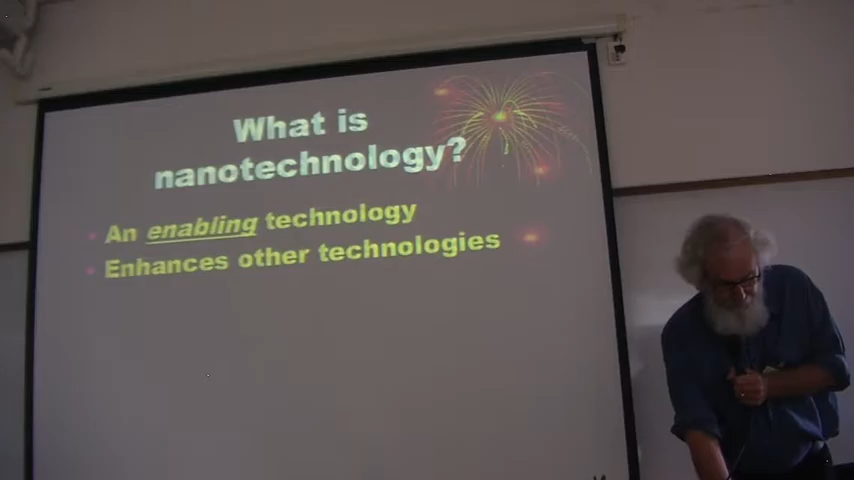 What is
nanotechnology?
An enabling technology
Enhances other technologies